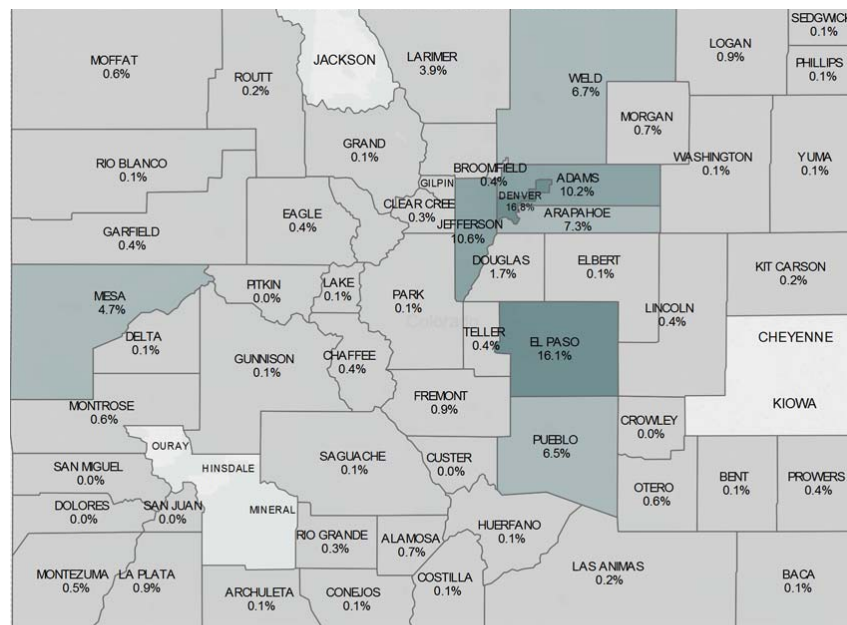 SEDGWICK
0.1%
MOFFAT
0.6%
ROUTT
0.2%
JACKSON
LARIMER
3.9%
WELD
6.7%
LOGAN
0.9%
PHILLIPS
0.1%
MORGAN
0.7%
RIO BLANCO
0.1%
GRAND
0.1%
BROOMFIELD
0.4%
ADAMS
10.2%
WASHINGTON
0.1%
YUMA
0.1%
GILPIN
DENVER
16.8%
CLEAR CREE
0.3%
EAGLE
0.4%
GARFIELD
0.4%
JEFFERSON
10.6%
ARAPAHOE
7.3%
DOUGLAS
1.7%
ELBERT
0.1%
KIT CARSON
0.2%
MESA
4.7%
PITKIN
0.0%
LAKE
0.1%
PARK
0.1%
LINCOLN
0.4%
Colorado
DELTA
0.1%
GUNNISON
0.1%
CHAFFEE
0.4%
TELLER
0.4%
EL PASO
16.1%
CHEYENNE
KIOWA
MONTROSE
0.6%
FREMONT
0.9%
CROWLEY
0.0%
OURAY
PUEBLO
6.5%
SAN MIGUEL
0.0%
HINSDALE
SAGUACHE
0.1%
CUSTER
0.0%
OTERO
0.6%
BENT
0.1%
PROWERS
0.4%
DOLORES
0.0%
SAN JUAN
0.0%
MINERAL
RIO GRANDE
0.3%
ALAMOSA
0.7%
HUERFANO
0.1%
MONTEZUMA
0.5%
LA PLATA
0.9%
ARCHULETA
0.1%
CONEJOS
0.1%
COSTILLA
0.1%
LAS ANIMAS
0.2%
BACA
0.1%